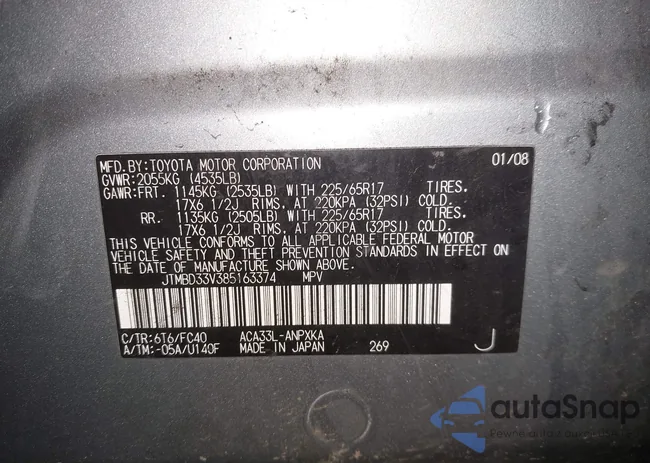 MFD.BY:TOYOTA MOTOR CORPORATION 01/08
GVWR:2055KG (4535LB)
GAWR:FRT. 1145KG (2535LB) WITH 225/65R17 TIRES.
17X6 1/2J RIMS, AT 220KPA (32PSI) COLD.
RR. 1135KG (2505LB) WITH 225/65R17 TIRES.
17X6 1/2J RIMS, AT 220KPA (32PSI) COLD.
THIS VEHICLE CONFORMS TO ALL APPLICABLE FEDERAL MOTOR
VEHICLE SAFETY AND THEFT PREVENTION STANDARDS IN EFFECT ON
THE DATE OF MANUFACTURE SHOWN ABOVE.
JTMBD33V385163374 MPV
C/TR:6T6/FC40 ACA33L-ANPXKA
A/TM:-05A/U140F MADE IN JAPAN 269 J
autaSnap
Pewne auta